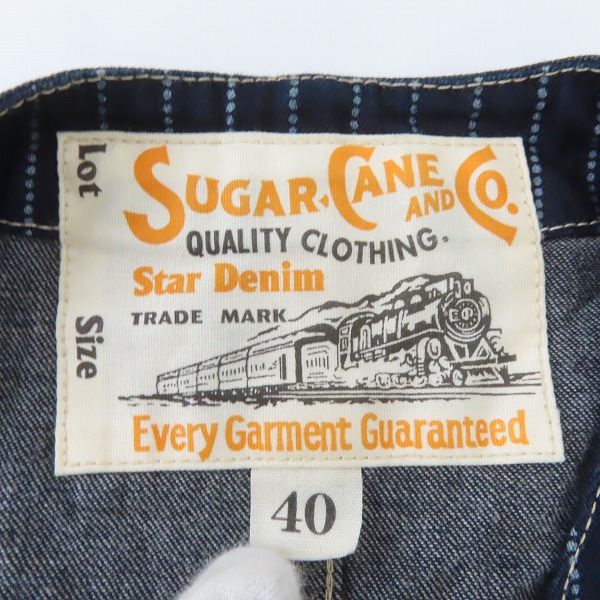 Lot
Size
SUGAR CANE AND CO.
QUALITY CLOTHING.
Star Denim
TRADE MARK
Every Garment Guaranteed
40